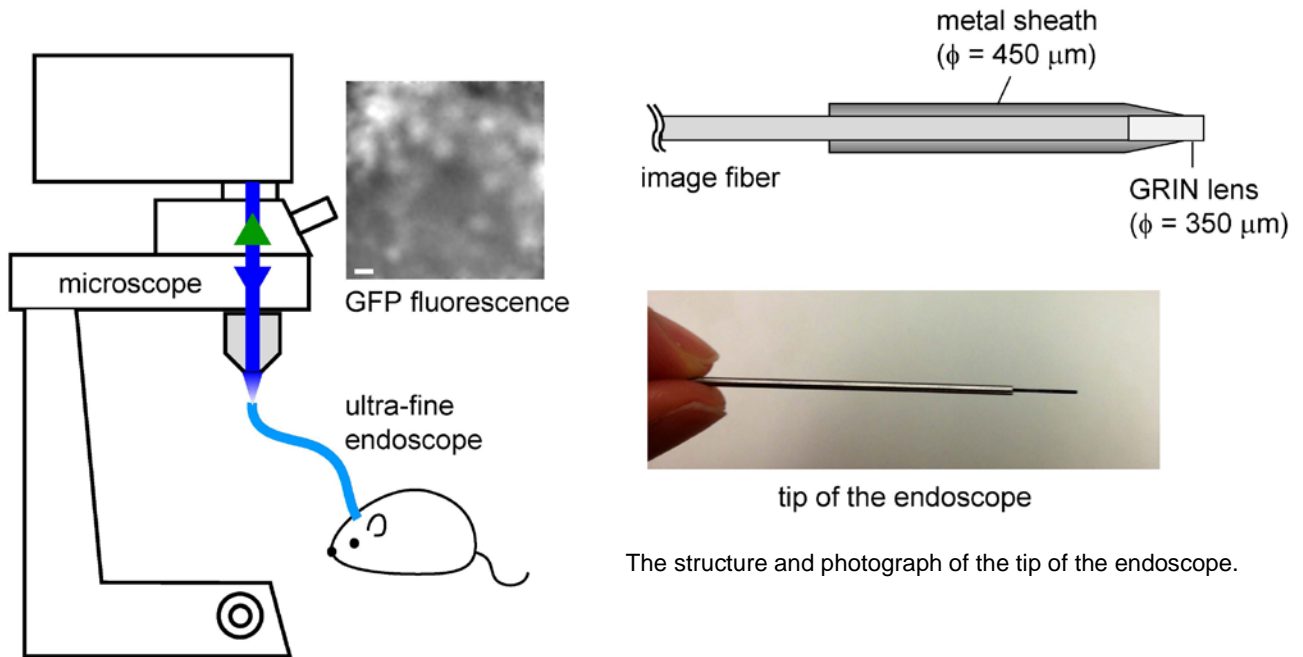 microscope
GFP fluorescence
ultra-fine
endoscope
metal sheath
(ϕ = 450 μm)
image fiber
GRIN lens
(ϕ = 350 μm)
tip of the endoscope
The structure and photograph of the tip of the endoscope.